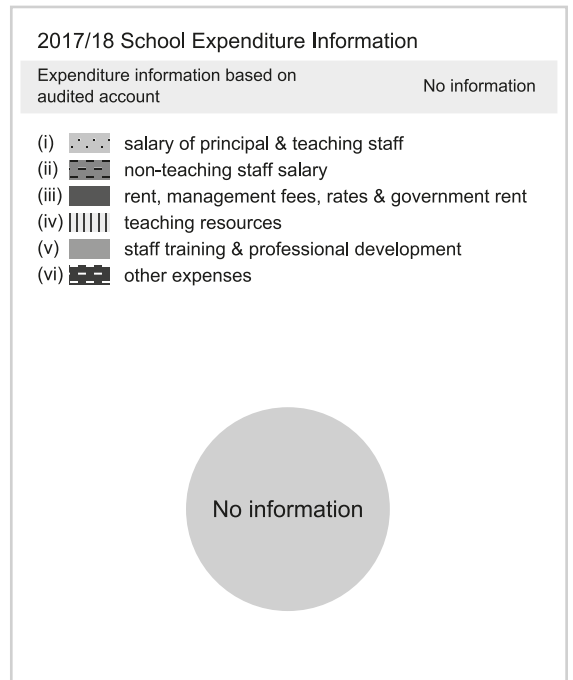 2017/18 School Expenditure Information
Expenditure information based on
audited account
No information
(i) salary of principal & teaching staff
(ii) non-teaching staff salary
(iii) rent, management fees, rates & government rent
(iv) teaching resources
(v) staff training & professional development
(vi) other expenses
No information